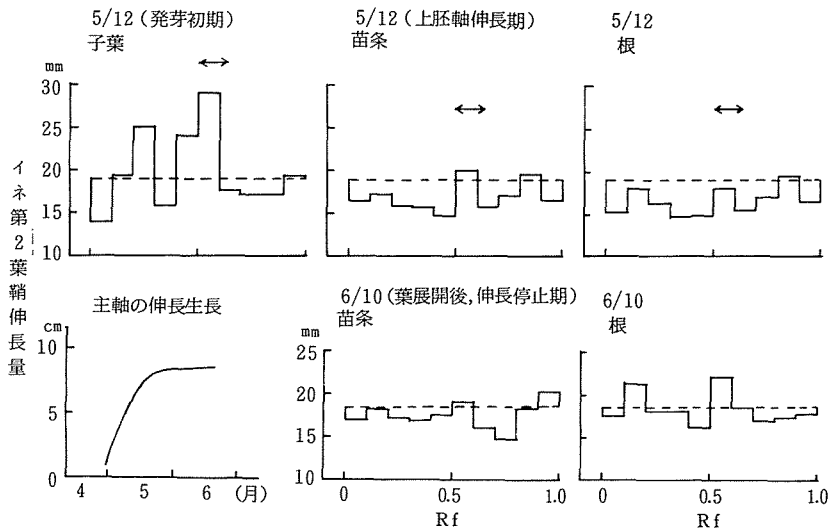 5/12 (発芽初期)
子葉
5/12 (上胚軸伸長期)
苗条
5/12
根
mm
30
25
20
15
10
イネ第2葉鞘伸長量
主軸の伸長生長
cm
10
5
0
4 5 6 (月)
6/10 (葉展開後,伸長停止期)
苗条
mm
25
20
15
10
0 0.5 1.0
Rf
6/10
根
0 0.5 1.0
Rf